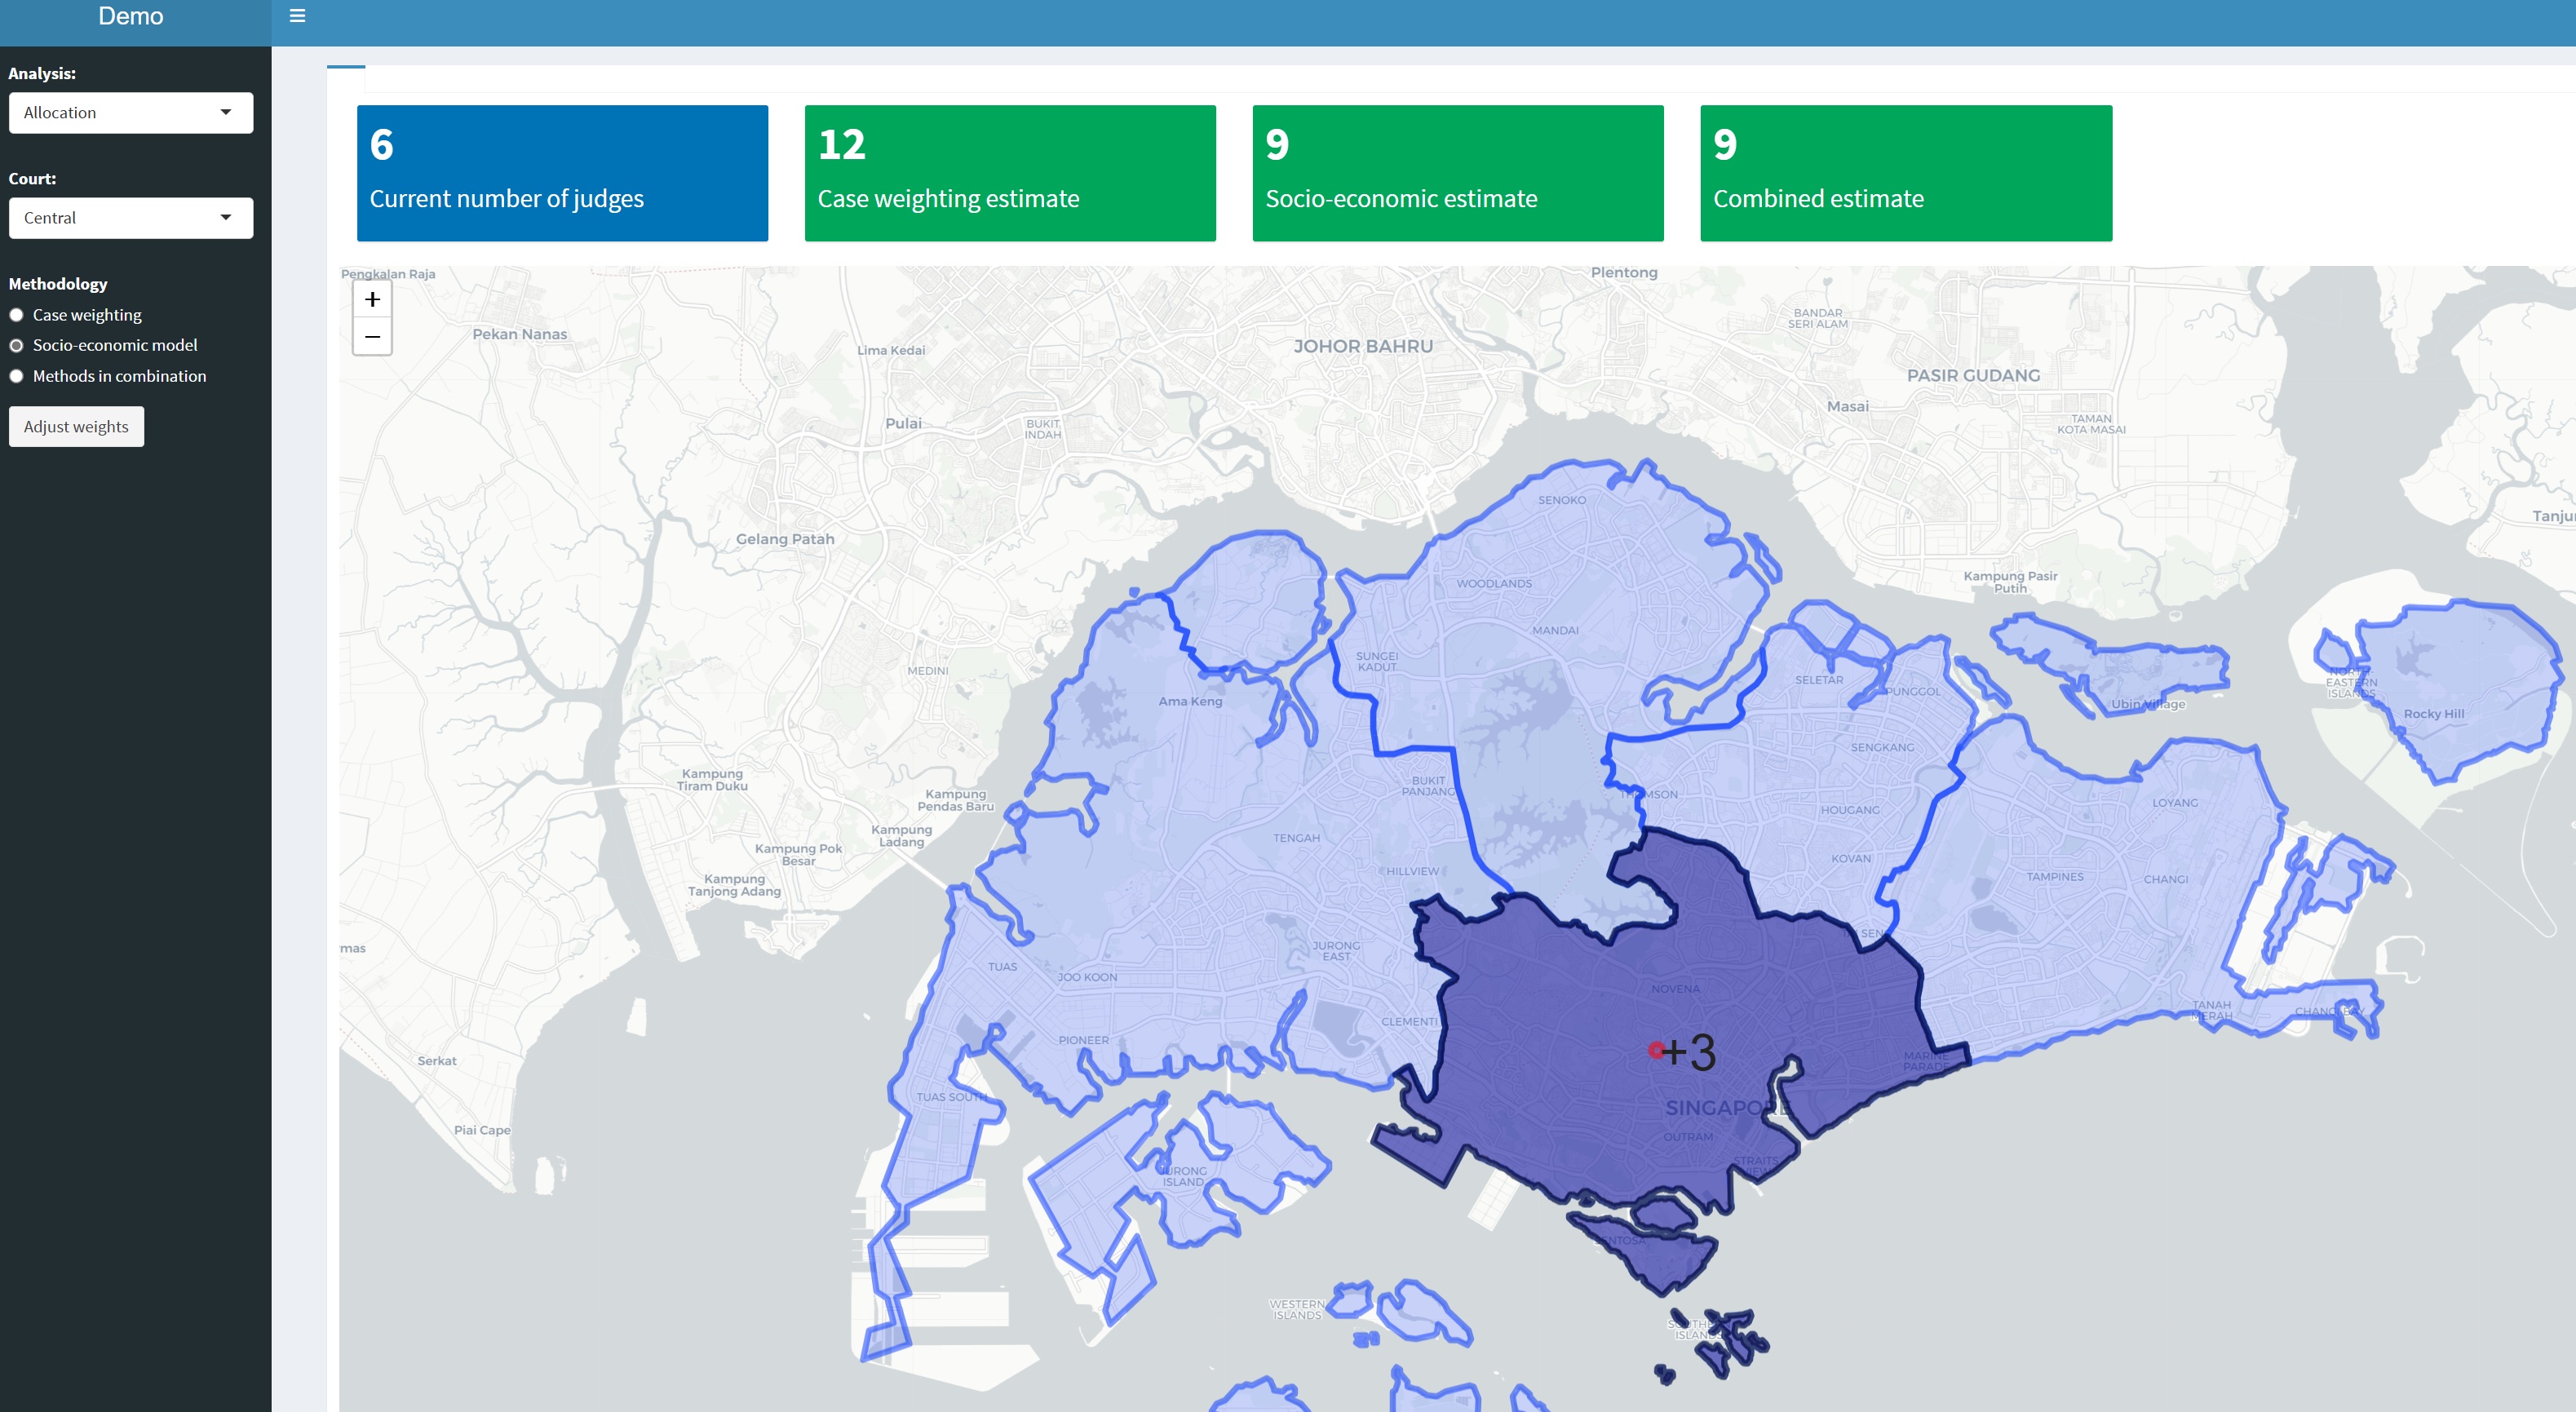 Demo
Analysis:
Allocation
Court:
Central
Methodology
Case weighting
Socio-economic model
Methods in combination
Adjust weights
6
Current number of judges
12
Case weighting estimate
9
Socio-economic estimate
9
Combined estimate
Pengkalan Raja
+
−
Plentong
Pekan Nanas
Lima Kedai
JOHOR BAHRU
BANDAR
SERI ALAM
PASIR GUDANG
Masai
TAMAN
KOTA MASAI
Pulai
BUKIT
INDAH
SENOKO
Gelang Patah
WOODLANDS
Kampung Pasir
Putih
MANDAI
SUNGEI
KADUT
MEDINI
Ama Keng
SELETAR
PUNGGOL
Ubin Village
NORTH
EASTERN
ISLANDS
Rocky Hill
SENGKANG
Kampung
Tiram Duku
Kampung
Pendas Baru
BUKIT
PANJANG
HOUGANG
LOYANG
Kampung
Ladang
TENGAH
Kampung Pok
Besar
KOVAN
HILLVIEW
TAMPINES
CHANGI
Kampung
Tanjong Adang
mas
JURONG
EAST
TUAS
JOO KOON
NOVENA
TANAH
MERAH
CHANGI BAY
CLEMENTI
PIONEER
+3
MARINE
PARADE
Serkat
TUAS SOUTH
SINGAPORE
Piai Cape
OUTRAM
STRAITS
VIEW
JURONG
ISLAND
SENTOSA
WESTERN
ISLANDS
ISLANDS